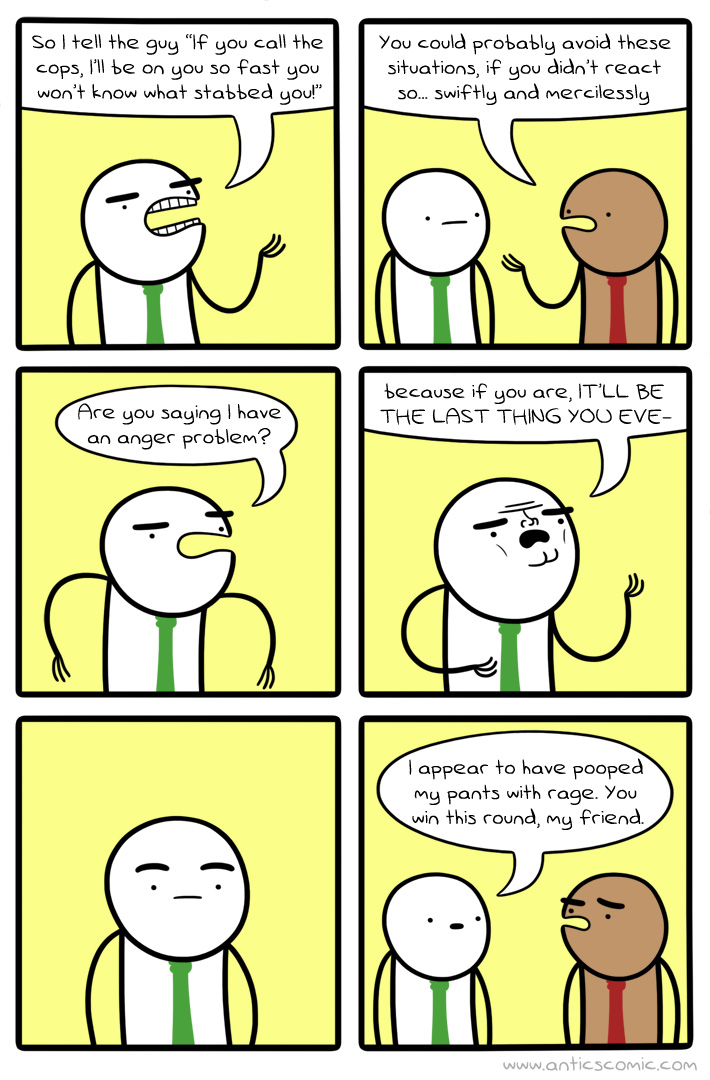 So I tell the guy "If you call the
cops, I'll be on you so fast you
won't know what stabbed you!"
You could probably avoid these
situations, if you didn't react
so... swiftly and mercilessly
Are you saying I have
an anger problem?
because if you are, IT'LL BE
THE LAST THING YOU EVE-
I appear to have pooped
my pants with rage. You
win this round, my friend.
www.anticscomic.com